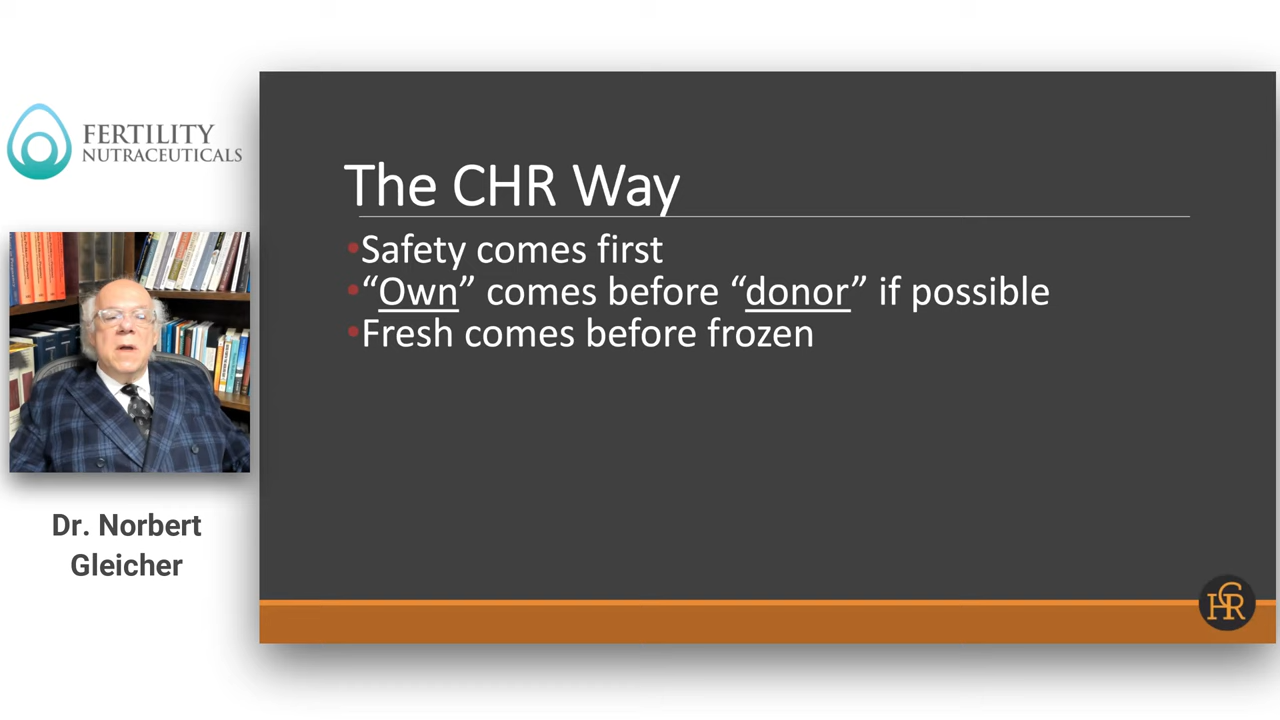 FERTILITY
NUTRACEUTICALS
Dr. Norbert
Gleicher
The CHR Way
•Safety comes first
•“Own” comes before “donor” if possible
•Fresh comes before frozen
CHR